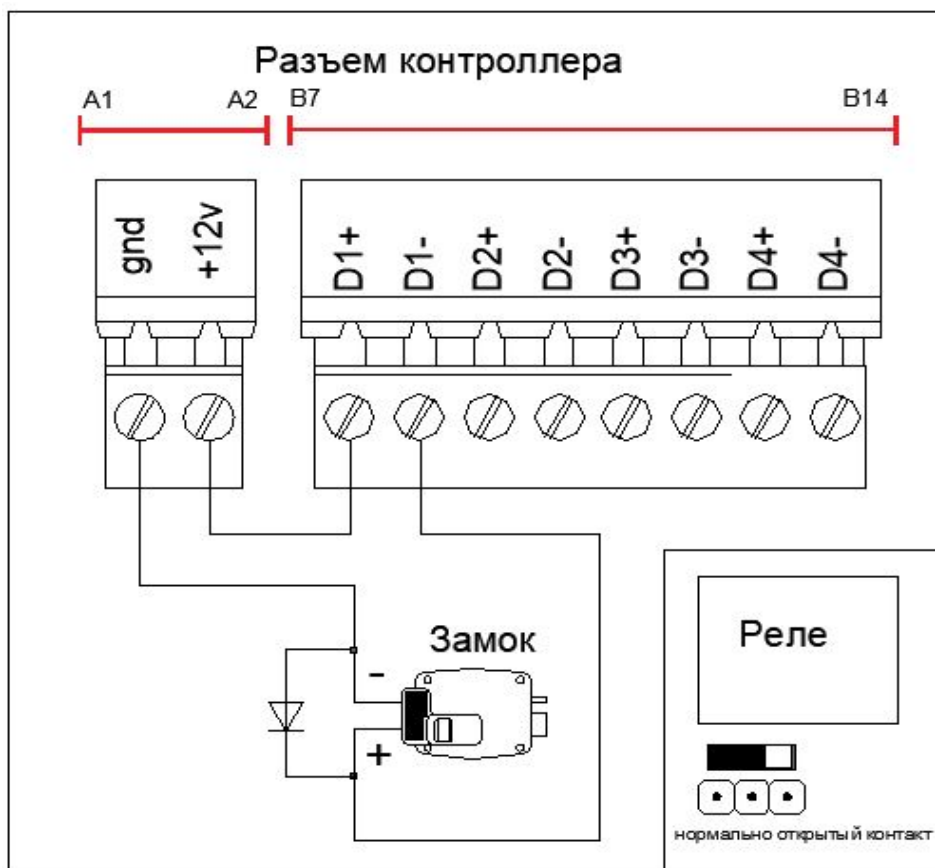 Разъем контроллера
A1
A2
B7
B14
gnd
+12v
D1+
D1-
D2+
D2-
D3+
D3-
D4+
D4-
Замок
-
+
Реле
нормально открытый контакт